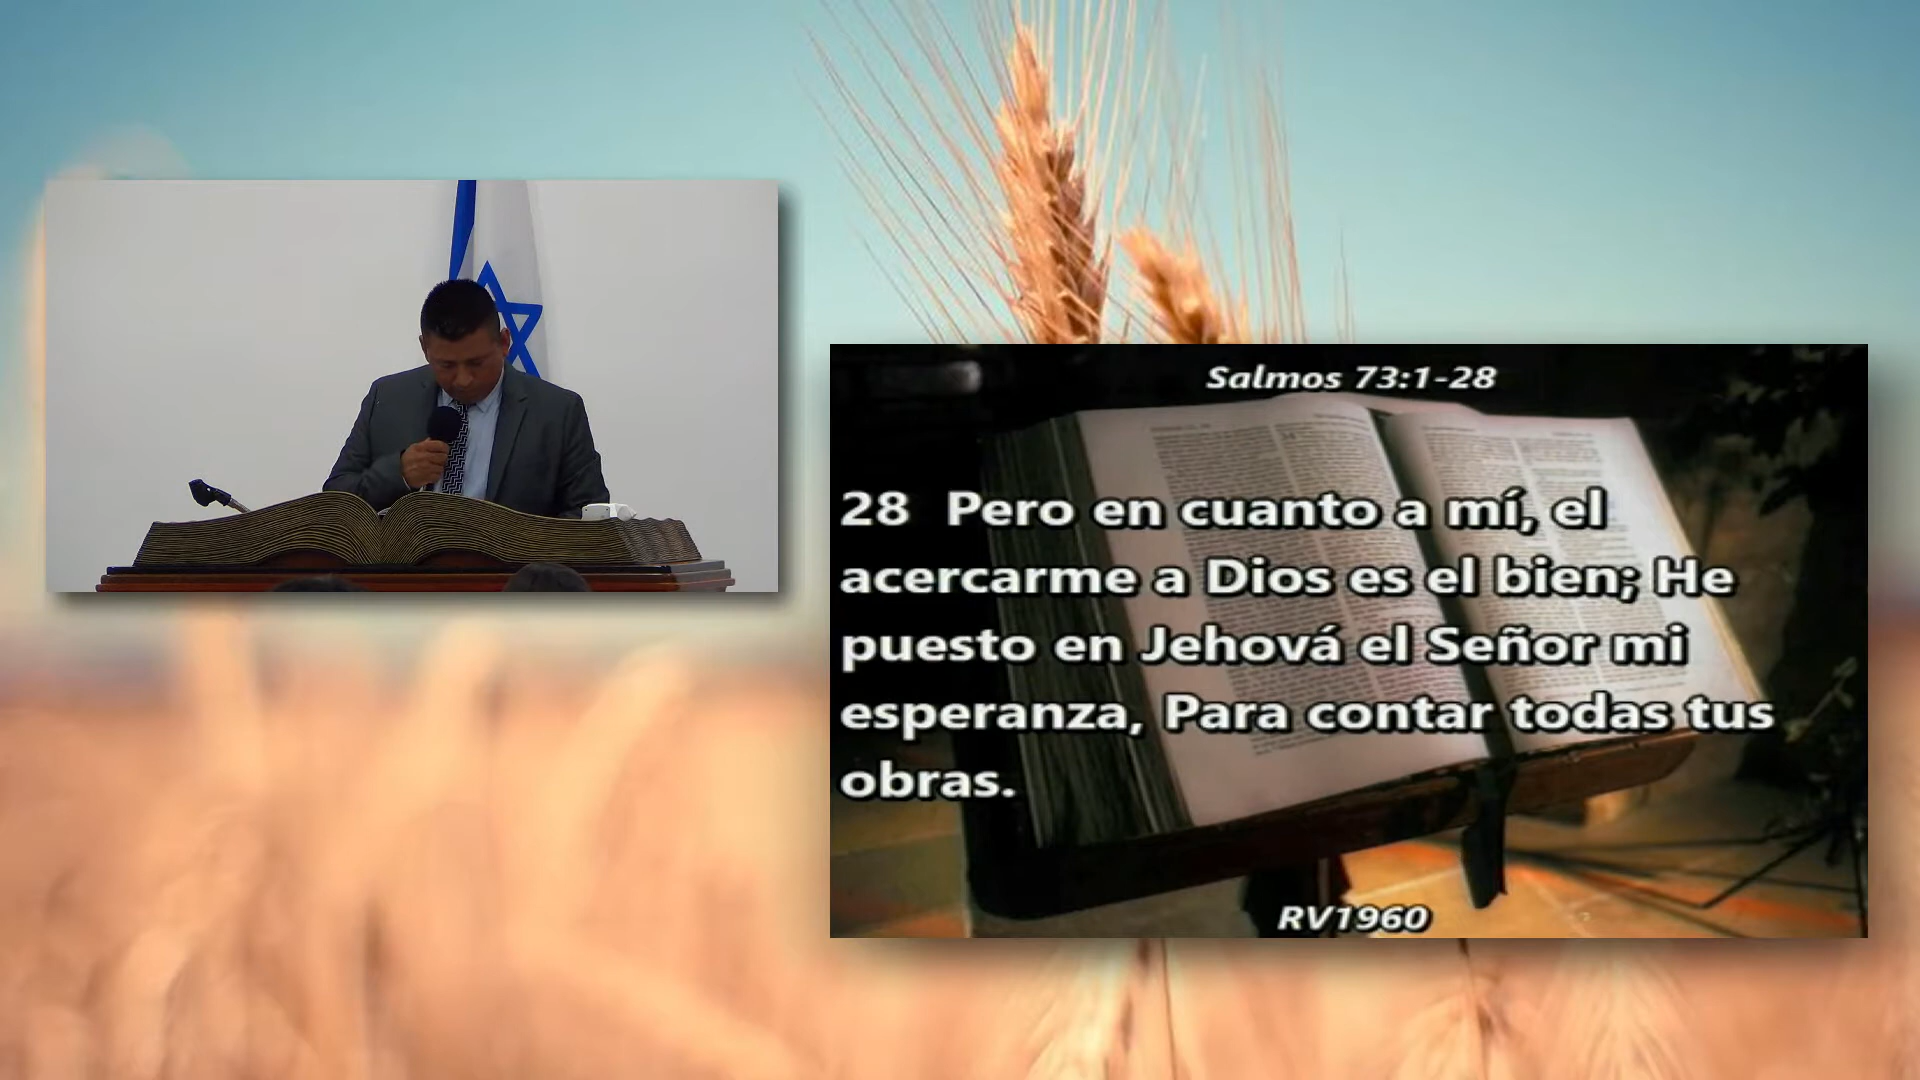 Salmos 73:1-28
28 Pero en cuanto a mí, el
acercarme a Dios es el bien; He
puesto en Jehová el Señor mi
esperanza, Para contar todas tus
obras.
RV1960